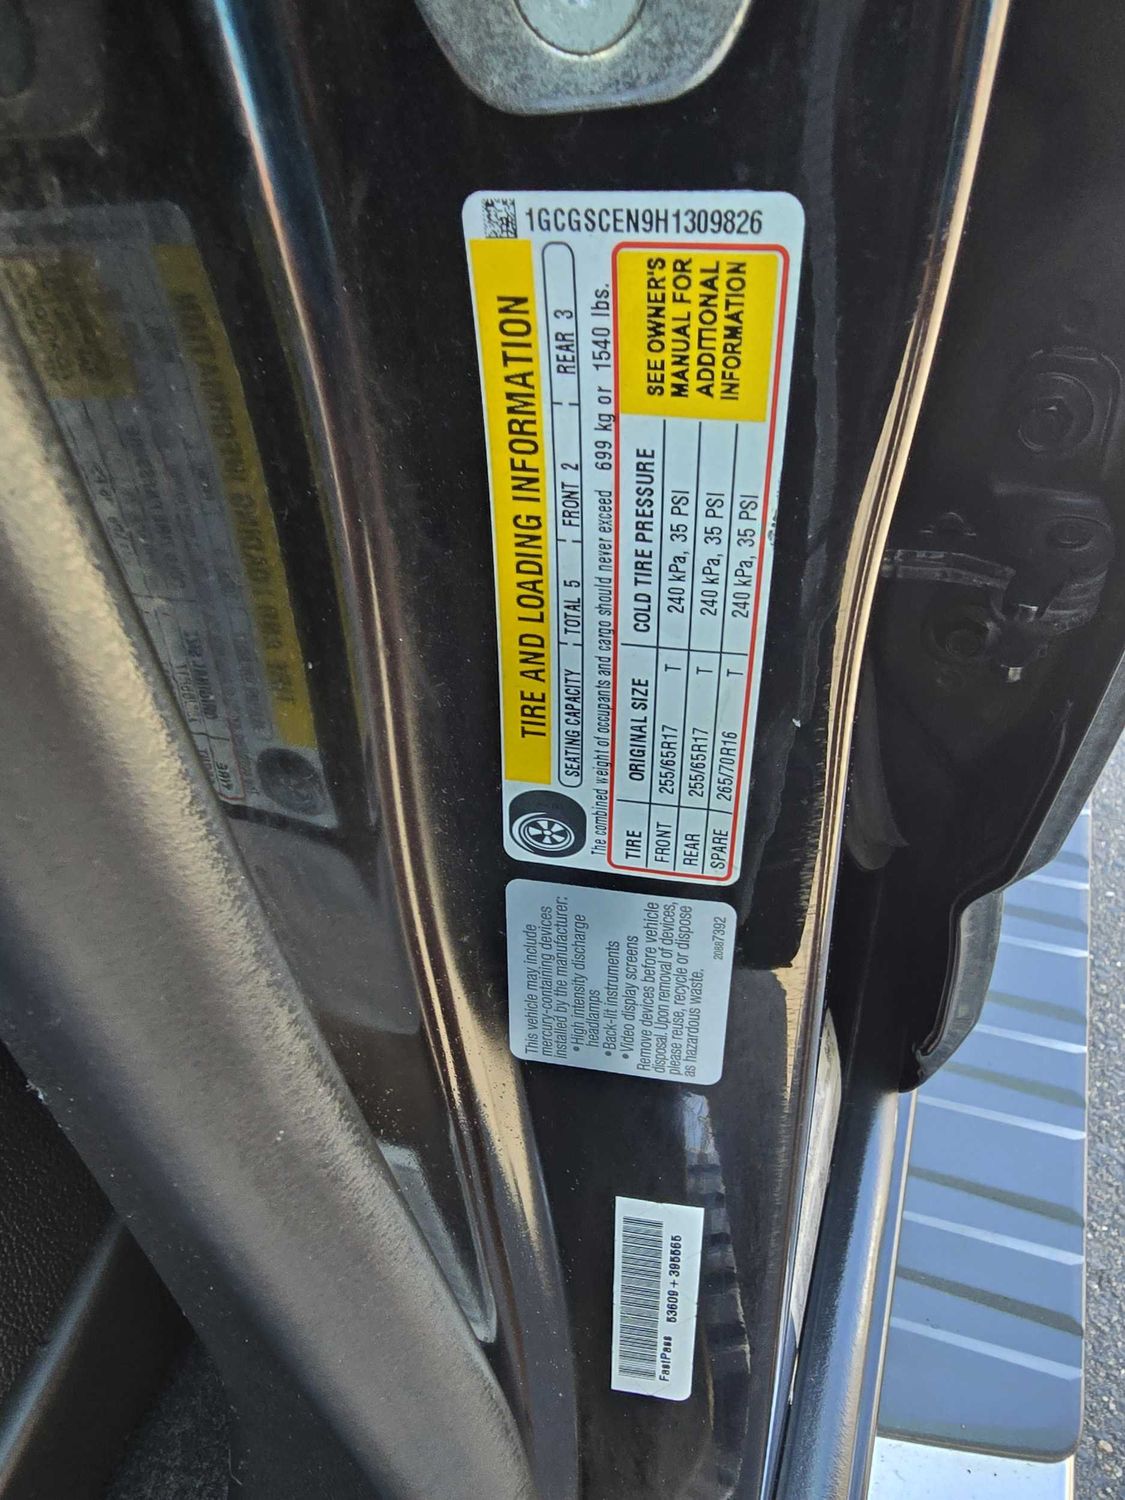 1GCGSCEN9H1309826
TIRE AND LOADING INFORMATION
SEATING CAPACITY TOTAL 5 FRONT 2 REAR 3
The combined weight of occupants and cargo should never exceed 699 kg or 1540 lbs.
TIRE ORIGINAL SIZE COLD TIRE PRESSURE
FRONT 255/65R17 T 240 kPa, 35 PSI
REAR 255/65R17 T 240 kPa, 35 PSI
SPARE 265/70R16 T 240 kPa, 35 PSI
SEE OWNER'S
MANUAL FOR
ADDITIONAL
INFORMATION
This vehicle may include
mercury-containing devices
installed by the manufacturer:
• High intensity discharge
headlamps
• Back-lit instruments
• Video display screens
Remove devices before vehicle
disposal. Upon removal of devices,
please reuse, recycle or dispose
as hazardous waste.
20887392
FastPass 53609 + 395565